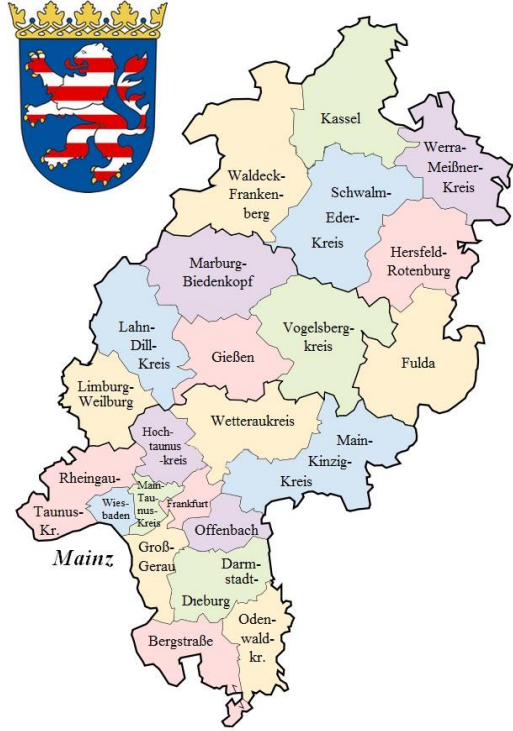 Kassel
Werra-
Meißner-
Kreis
Waldeck-
Franken-
berg
Schwalm-
Eder-
Kreis
Hersfeld-
Rotenburg
Marburg-
Biedenkopf
Lahn-
Dill-
Kreis
Gießen
Vogelsberg-
kreis
Fulda
Limburg-
Weilburg
Wetteraukreis
Hoch-
taunus
-kreis
Main-
Kinzig-
Kreis
Rheingau-
Taunus-
Kr.
Wies-
baden
Main-
Tau-
nus-
Kreis
Frankfurt
Offenbach
Mainz
Groß-
Gerau
Darm-
stadt-
Dieburg
Oden-
wald-
kr.
Bergstraße